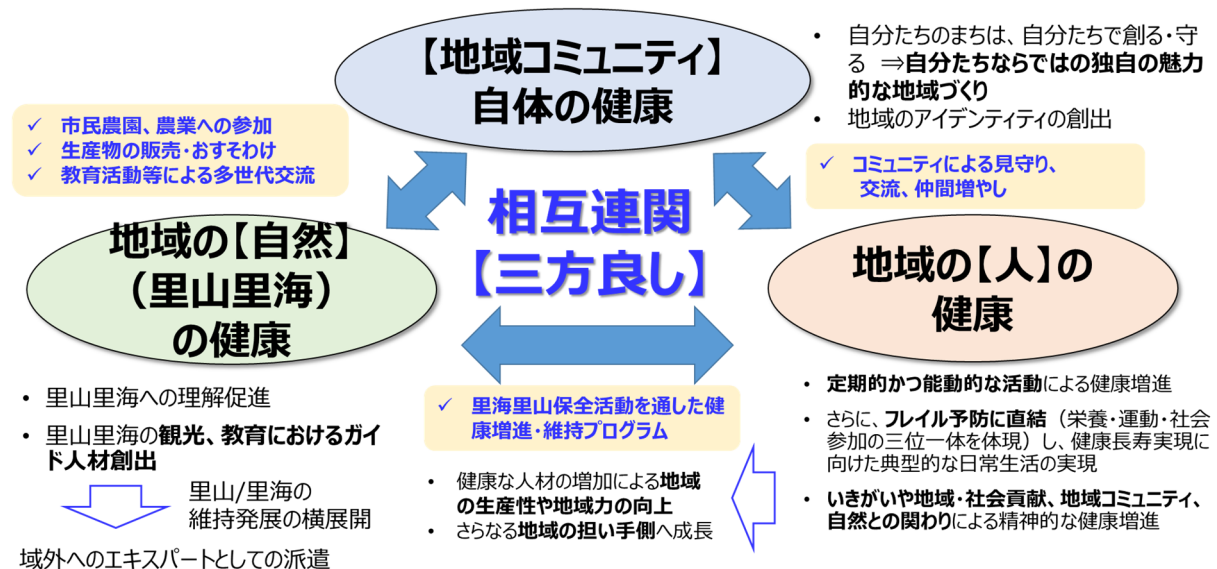 【地域コミュニティ】
自体の健康
• 自分たちのまちは、自分たちで創る・守
る ⇒自分たちならではの独自の魅力
的な地域づくり
• 地域のアイデンティティの創出
✓ 市民農園、農業への参加
✓ 生産物の販売・おすそわけ
✓ 教育活動等による多世代交流
✓ コミュニティによる見守り、
交流、仲間増やし
相互連関
【三方良し】
地域の【自然】
（里山里海）
の健康
地域の【人】の
健康
• 里山里海への理解促進
• 里山里海の観光、教育におけるガイ
ド人材創出
里山/里海の
維持発展の横展開
域外へのエキスパートとしての派遣
✓ 里海里山保全活動を通した健
康増進・維持プログラム
• 健康な人材の増加による地域
の生産性や地域力の向上
• さらなる地域の担い手側へ成長
• 定期的かつ能動的な活動による健康増進
• さらに、フレイル予防に直結（栄養・運動・社会
参加の三位一体を体現）し、健康長寿実現に
向けた典型的な日常生活の実現
• いきがいや地域・社会貢献、地域コミュニティ、
自然との関わりによる精神的な健康増進